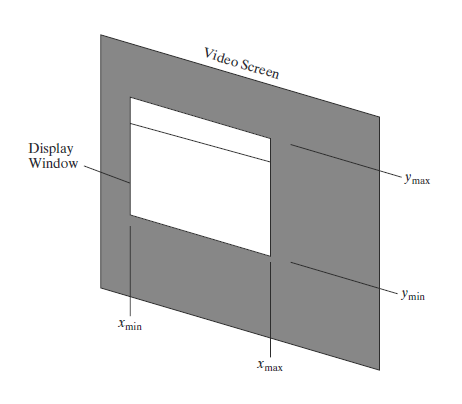 Video Screen
Display
Window
ymax
ymin
xmin
xmax